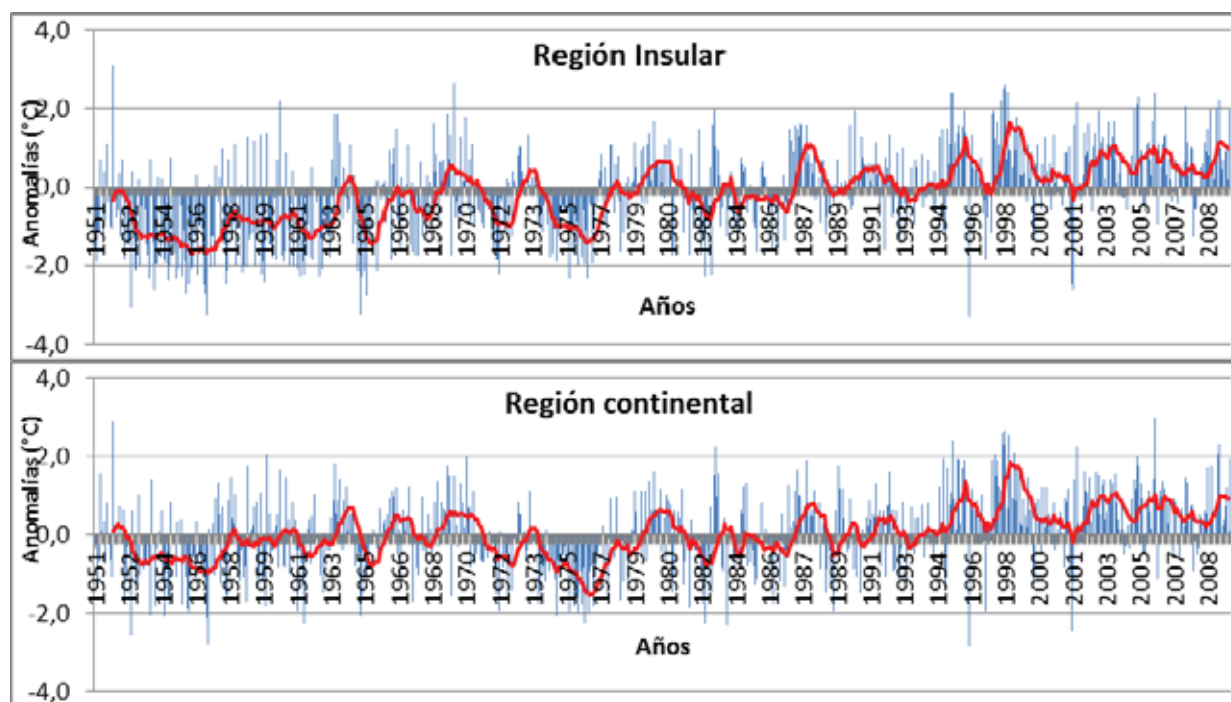 4,0
Región Insular
Anomalías (°C)
2,0
0,0
-2,0
-4,0
1951 1952 1954 1956 1958 1959 1961 1963 1965 1966 1968 1970 1972 1973 1975 1977 1979 1980 1982 1984 1986 1987 1989 1991 1993 1994 1996 1998 2000 2001 2003 2005 2007 2008
Años
4,0
Región continental
Anomalías (°C)
2,0
0,0
-2,0
-4,0
1951 1952 1954 1956 1958 1959 1961 1963 1965 1966 1968 1970 1972 1973 1975 1977 1979 1980 1982 1984 1986 1987 1989 1991 1993 1994 1996 1998 2000 2001 2003 2005 2007 2008
Años